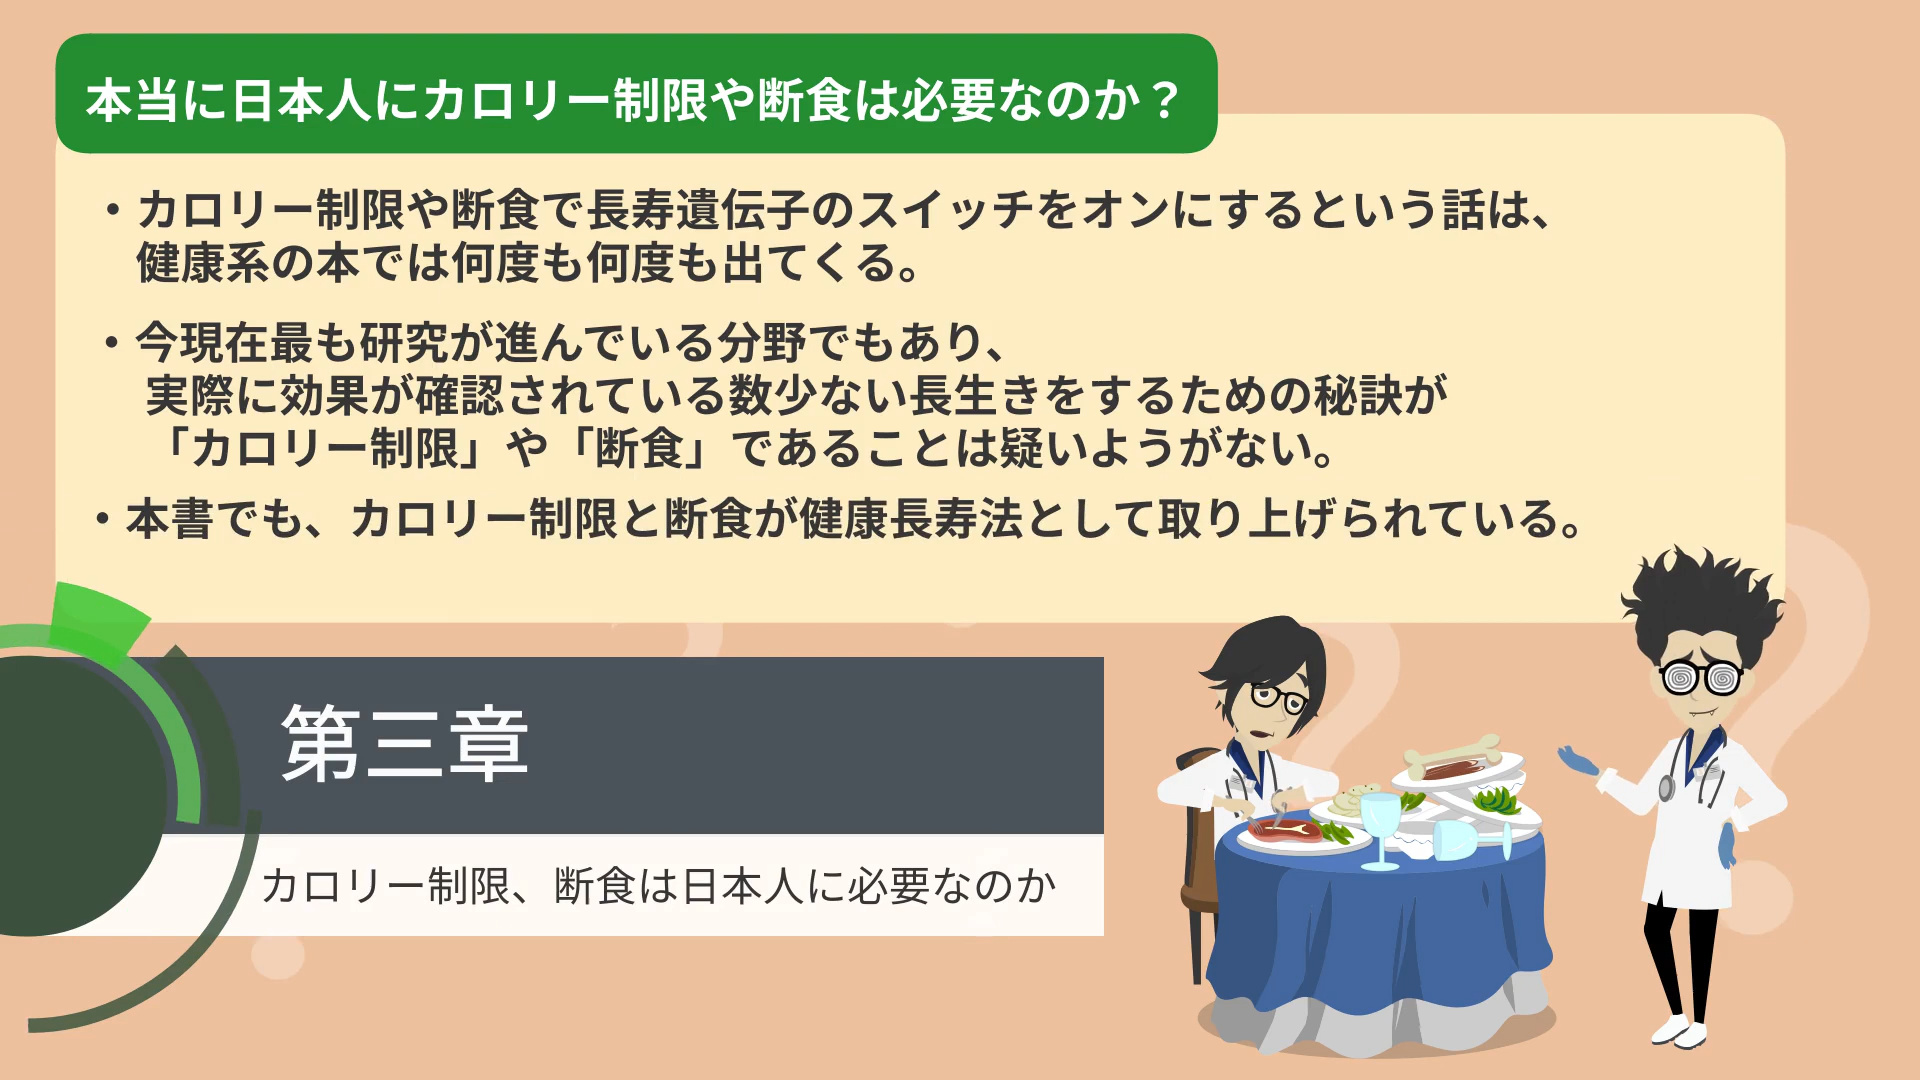 本当に日本人にカロリー制限や断食は必要なのか？
・カロリー制限や断食で長寿遺伝子のスイッチをオンにするという話は、
健康系の本では何度も何度も出てくる。
・今現在最も研究が進んでいる分野でもあり、
実際に効果が確認されている数少ない長生きをするための秘訣が
「カロリー制限」や「断食」であることは疑いようがない。
・本書でも、カロリー制限と断食が健康長寿法として取り上げられている。
第三章
カロリー制限、断食は日本人に必要なのか